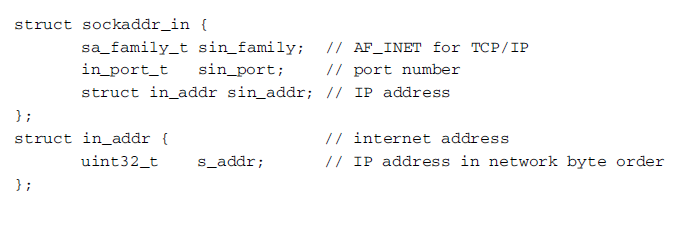 struct sockaddr_in {
sa_family_t sin_family; // AF_INET for TCP/IP
in_port_t sin_port; // port number
struct in_addr sin_addr; // IP address
};
struct in_addr { // internet address
uint32_t s_addr; // IP address in network byte order
};